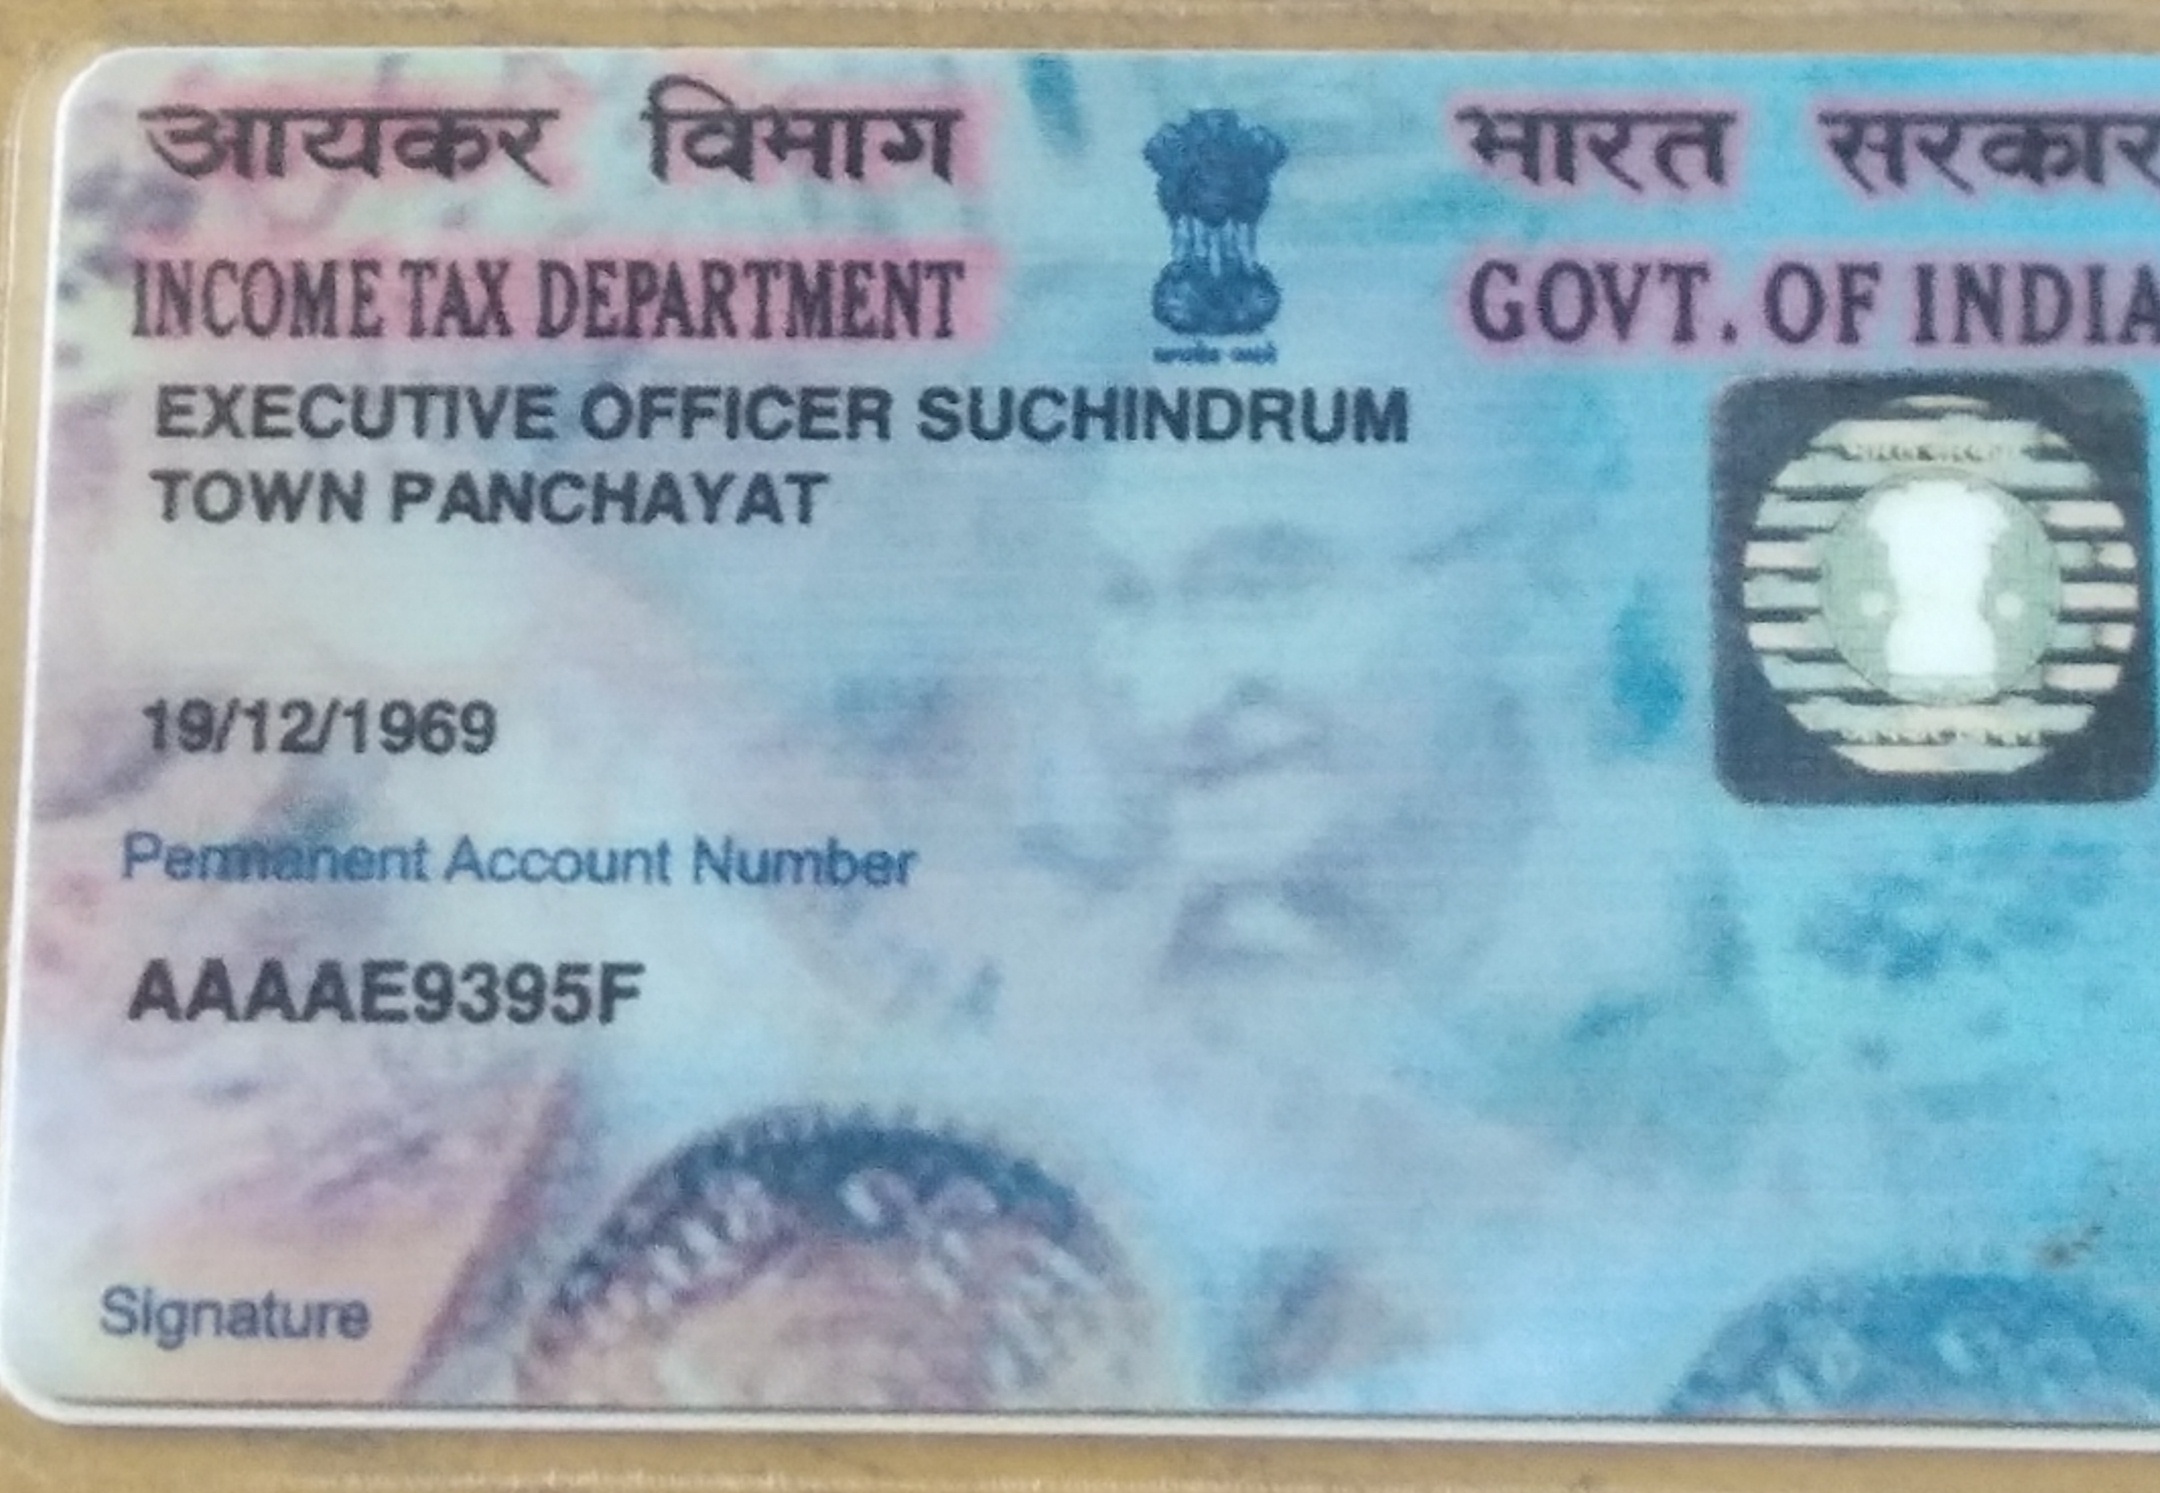 आयकर विभाग
INCOME TAX DEPARTMENT
भारत सरकार
GOVT. OF INDIA
EXECUTIVE OFFICER SUCHINDRUM
TOWN PANCHAYAT
19/12/1969
Permanent Account Number
AAAAE9395F
Signature